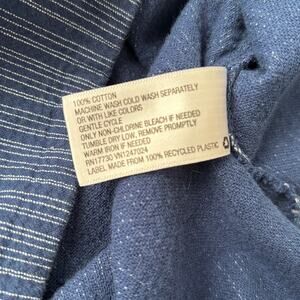 100% COTTON
MACHINE WASH COLD WASH SEPARATELY
OR WITH LIKE COLORS
GENTLE CYCLE
ONLY NON-CHLORINE BLEACH IF NEEDED
TUMBLE DRY LOW, REMOVE PROMPTLY
WARM IRON IF NEEDED
RN17730 VN1247024
LABEL MADE FROM 100% RECYCLED PLASTIC